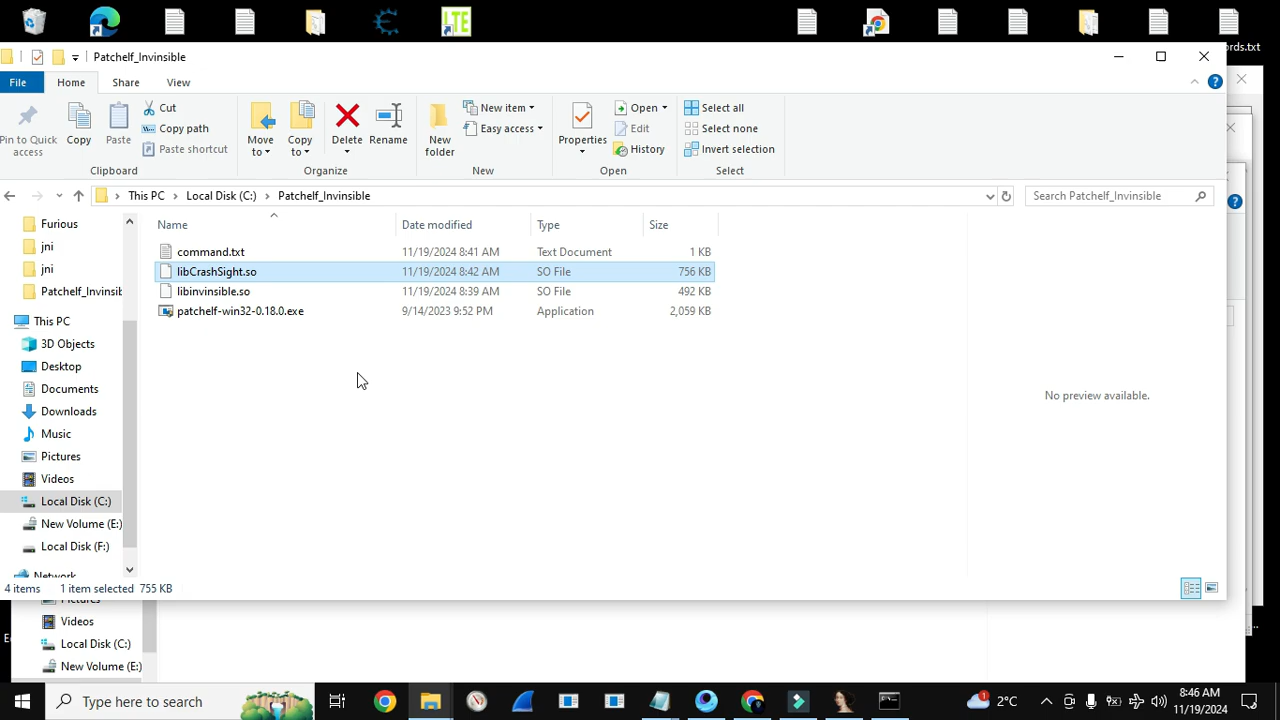 LTE
ords.txt
Patchelf_Invinsible
File Home Share View
Pin to Quick access
Copy
Paste
Cut
Copy path
Paste shortcut
Clipboard
Move to
Copy to
Delete
Rename
Organize
New folder
New item
Easy access
New
Properties
Open
Edit
History
Open
Select all
Select none
Invert selection
Select
This PC > Local Disk (C:) > Patchelf_Invinsible
Search Patchelf_Invinsible
Furious
jni
jni
Patchelf_Invinsib
This PC
3D Objects
Desktop
Documents
Downloads
Music
Pictures
Videos
Local Disk (C:)
New Volume (E:)
Local Disk (F:)
Network
Name Date modified Type Size
command.txt 11/19/2024 8:41 AM Text Document 1 KB
libCrashSight.so 11/19/2024 8:42 AM SO File 756 KB
libinvinsible.so 11/19/2024 8:39 AM SO File 492 KB
patchelf-win32-0.18.0.exe 9/14/2023 9:52 PM Application 2,059 KB
No preview available.
4 items 1 item selected 755 KB
Pictures
Videos
Local Disk (C:)
New Volume (E:)
Type here to search
1
2°C
8:46 AM
11/19/2024